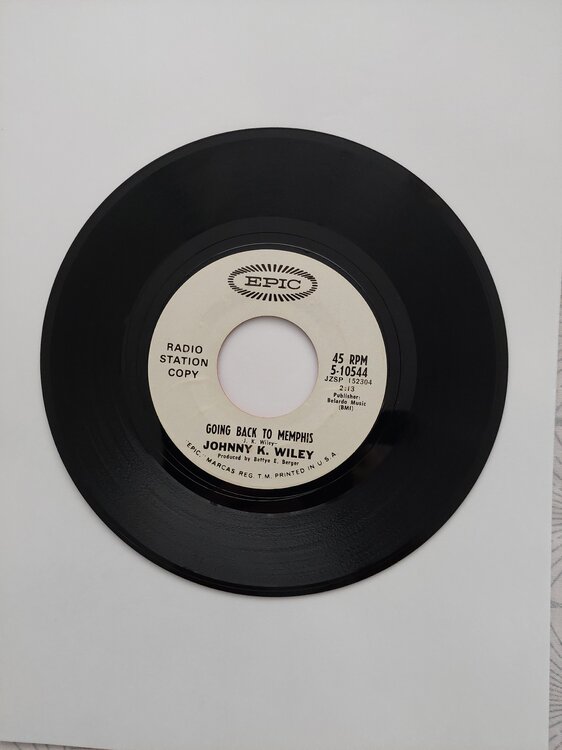 EPIC
RADIO
STATION
COPY
45 RPM
5-10544
JZSP 152304
2:13
Publisher:
Belardo Music
(BMI)
GOING BACK TO MEMPHIS
-J. K. Wiley-
JOHNNY K. WILEY
Produced by Bettye E. Berger
"EPIC," MARCAS REG. T.M. PRINTED IN U.S.A.